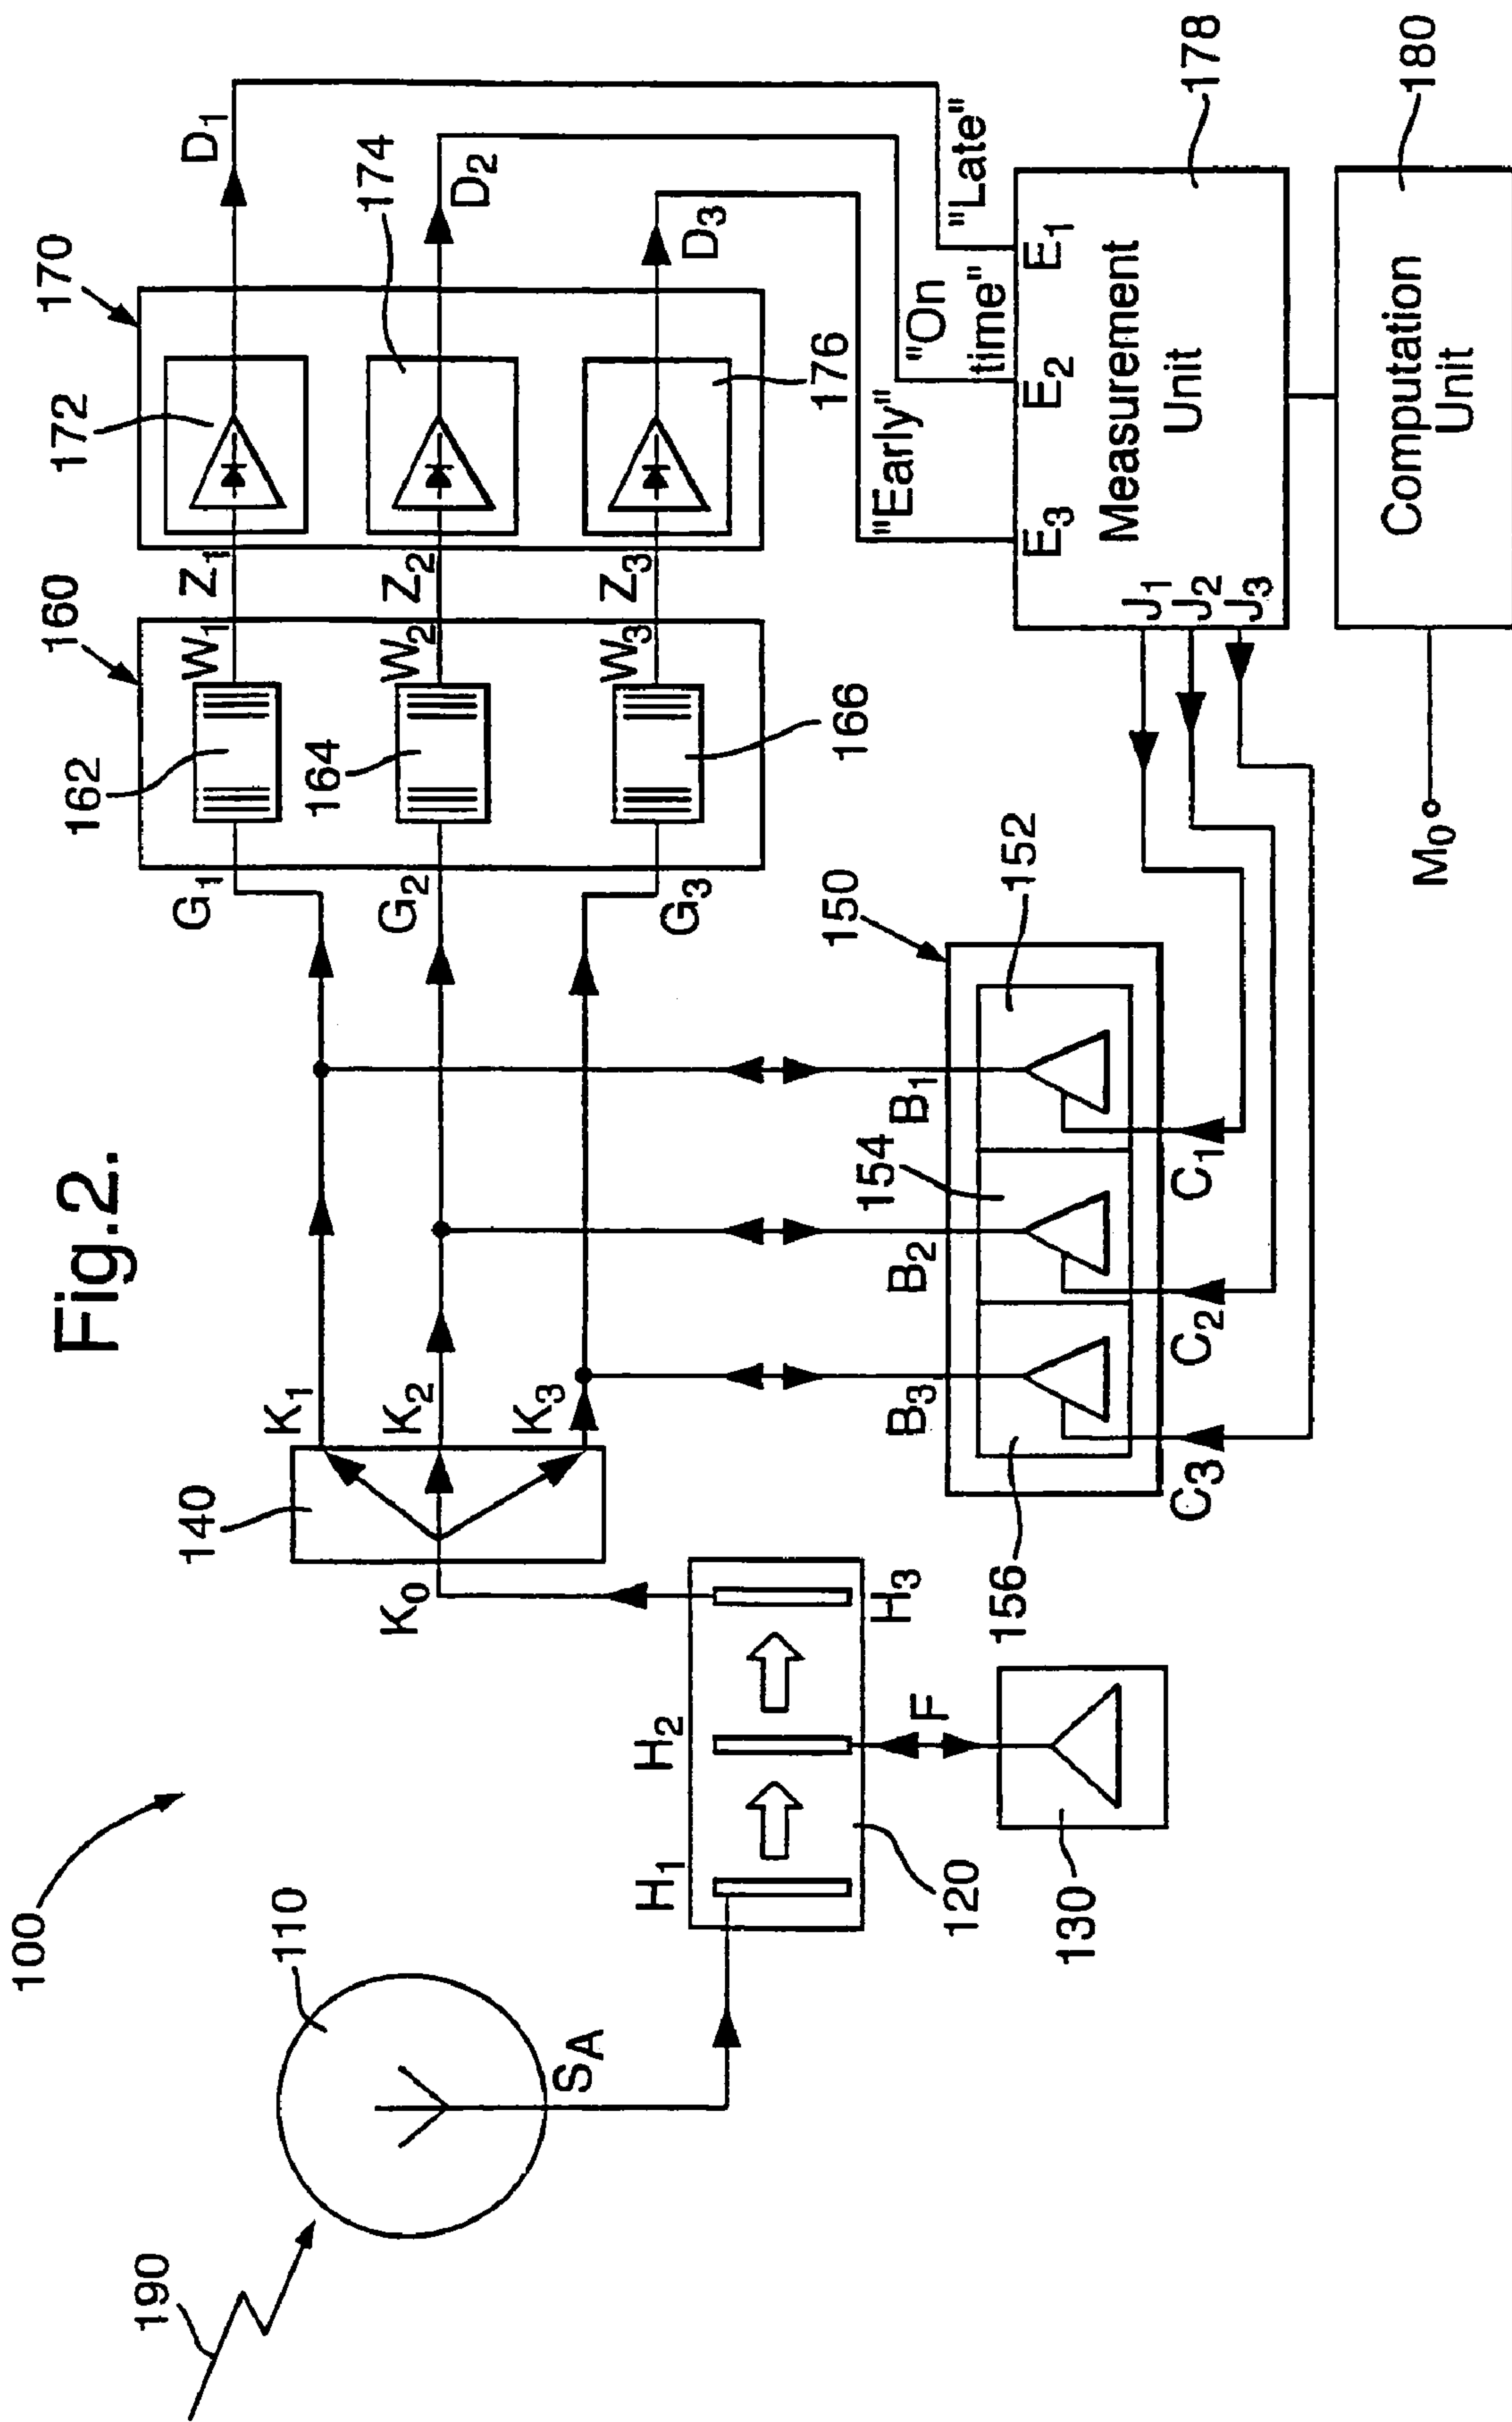 Fig.2.
100
190
110
S_A
H1
H2
H3
120
F
130
K0
140
K1
K2
K3
B3
B2
B1
150
152
154
156
C3
C2
C1
G1
G2
G3
160
162
164
166
W1
W2
W3
Z1
Z2
Z3
170
172
174
176
D1
D2
D3
"Early"
"On
time"
"Late"
E3
E2
E1
Measurement
Unit
J1
J2
J3
178
Computation
Unit
180
M0